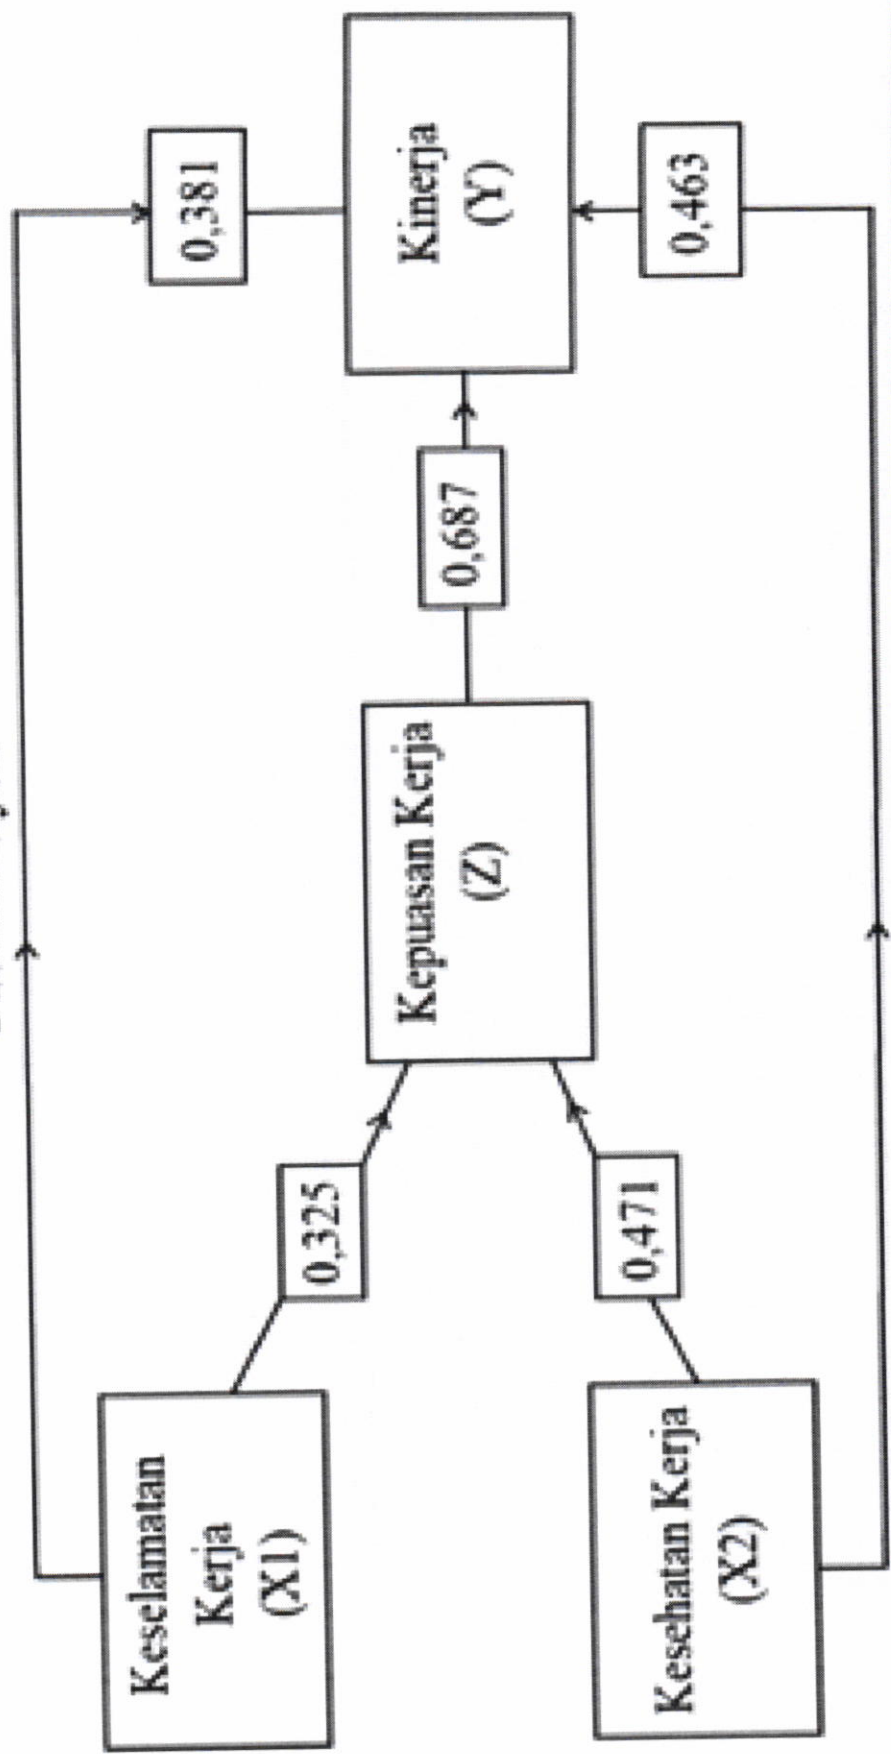 Keselamatan
Kerja
(X1)
0,325
0,381
Kepuasan Kerja
(Z)
0,687
Kinerja
(Y)
Kesehatan Kerja
(X2)
0,471
0,463